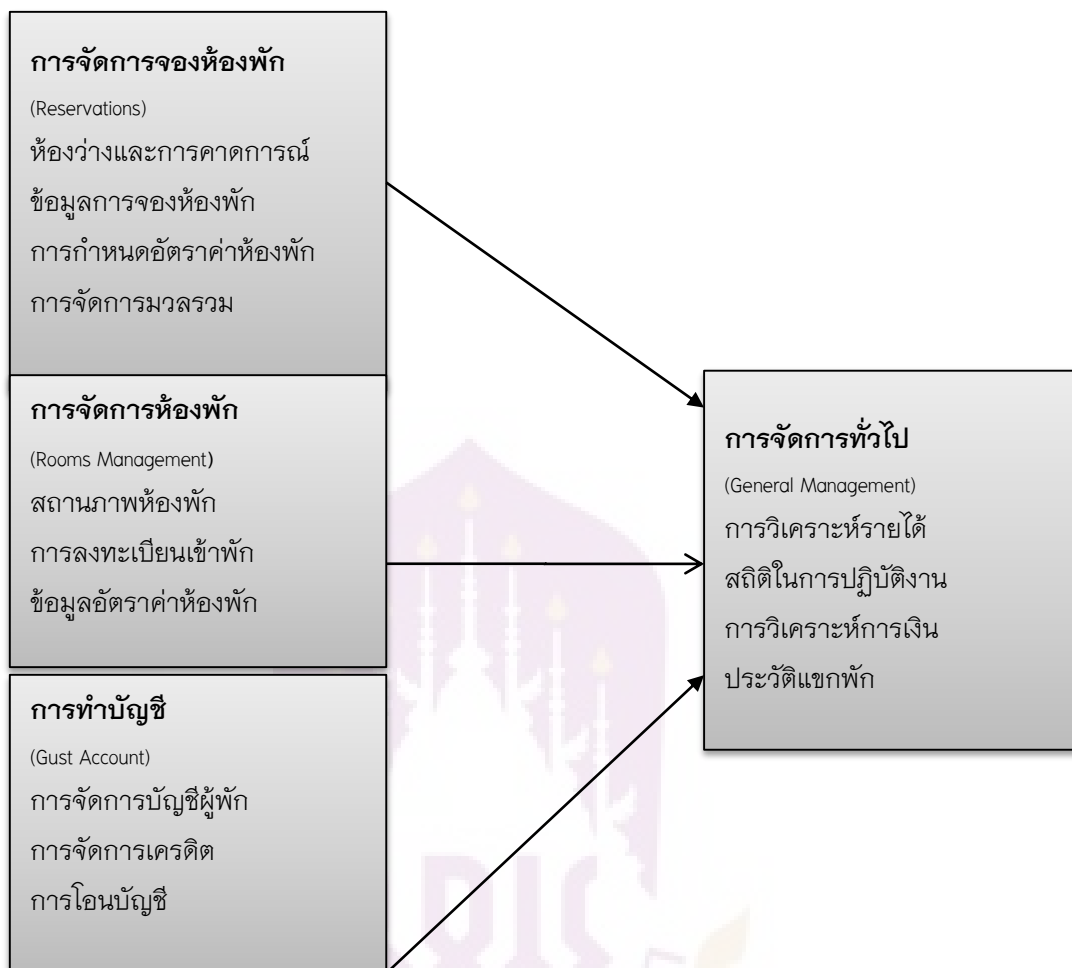 การจัดการจองห้องพัก
(Reservations)
ห้องว่างและการคาดการณ์
ข้อมูลการจองห้องพัก
การกำหนดอัตราค่าห้องพัก
การจัดการมวลรวม
การจัดการห้องพัก
(Rooms Management)
สถานภาพห้องพัก
การลงทะเบียนเข้าพัก
ข้อมูลอัตราค่าห้องพัก
การทำบัญชี
(Gust Account)
การจัดการบัญชีผู้พัก
การจัดการเครดิต
การโอนบัญชี
การจัดการทั่วไป
(General Management)
การวิเคราะห์รายได้
สถิติในการปฏิบัติงาน
การวิเคราะห์การเงิน
ประวัติแขกพัก